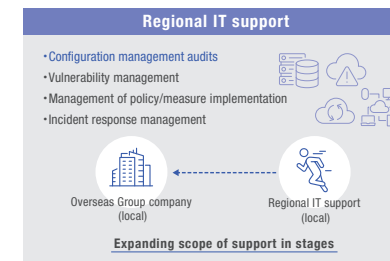 Regional IT support
・Configuration management audits
・Vulnerability management
・Management of policy/measure implementation
・Incident response management
Overseas Group company
(local)
Regional IT support
(local)
Expanding scope of support in stages